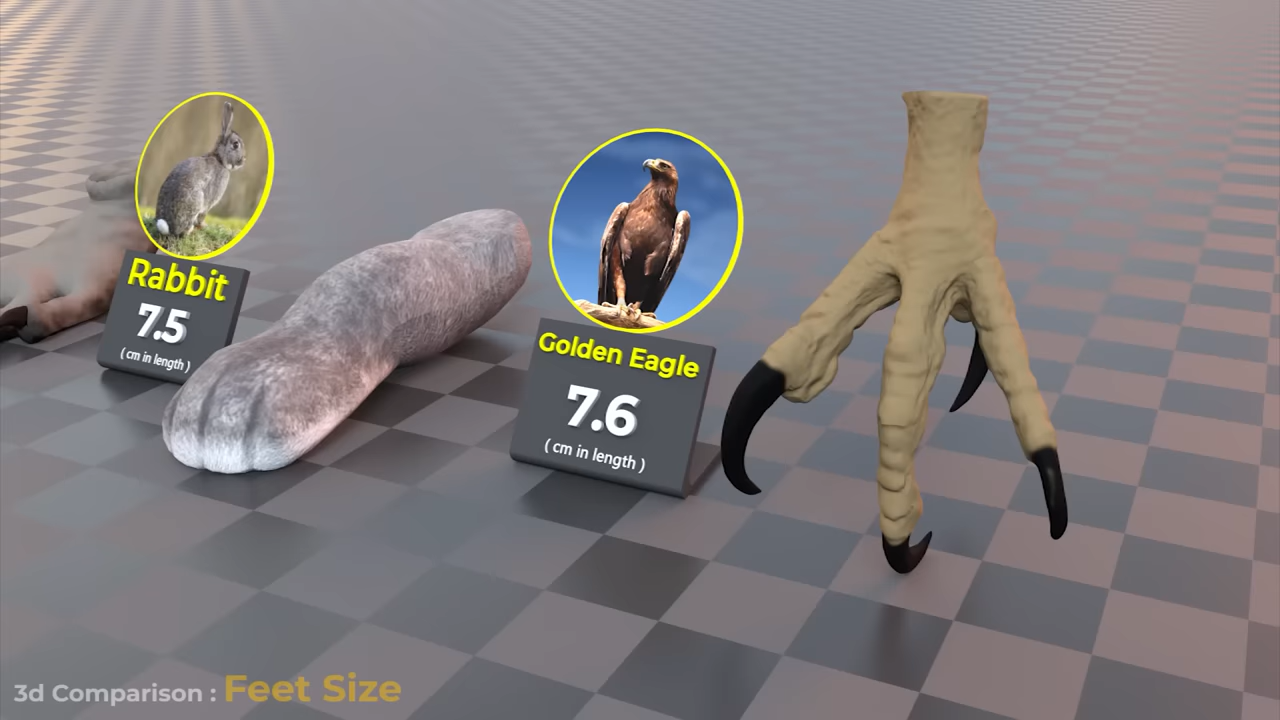 Rabbit
7.5
( cm in length )
Golden Eagle
7.6
( cm in length )
3d Comparison : Feet Size